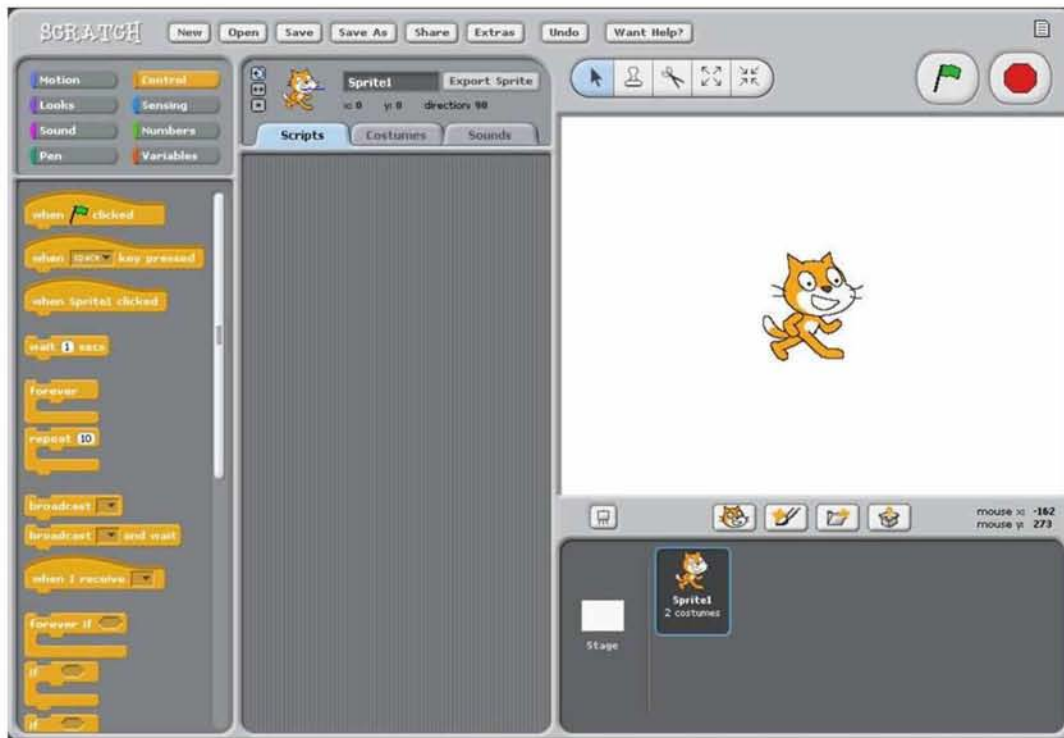 SCRATCH
New Open Save Save As Share Extras Undo Want Help?
Motion Control
Looks Sensing
Sound Numbers
Pen Variables
Sprite1 Export Sprite
x: 0 y: 0 direction: 90
Scripts Costumes Sounds
when clicked
when space key pressed
when Sprite1 clicked
wait 1 secs
forever
repeat 10
broadcast
broadcast and wait
when I receive
forever if
if
if
mouse x: -162
mouse y: 273
Sprite1
2 costumes
Stage